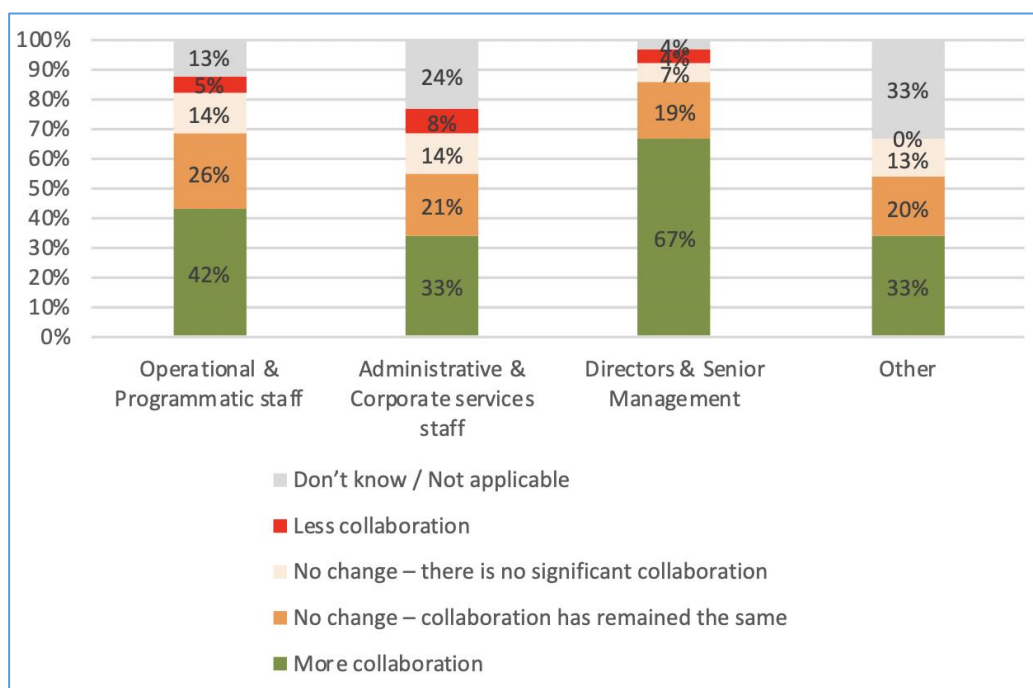 100%
90%
80%
70%
60%
50%
40%
30%
20%
10%
0%
13%
5%
14%
26%
42%
24%
8%
14%
21%
33%
4%
4%
7%
19%
67%
33%
0%
13%
20%
33%
Operational &
Programmatic staff
Administrative &
Corporate services
staff
Directors & Senior
Management
Other
Don’t know / Not applicable
Less collaboration
No change – there is no significant collaboration
No change – collaboration has remained the same
More collaboration